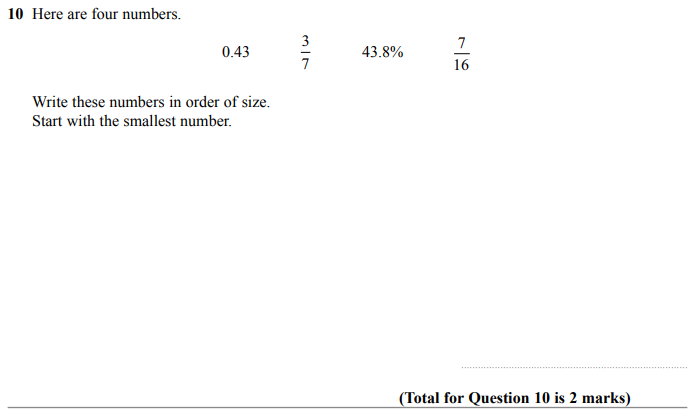 10 Here are four numbers.
0.43 3/7 43.8% 7/16
Write these numbers in order of size.
Start with the smallest number.
(Total for Question 10 is 2 marks)